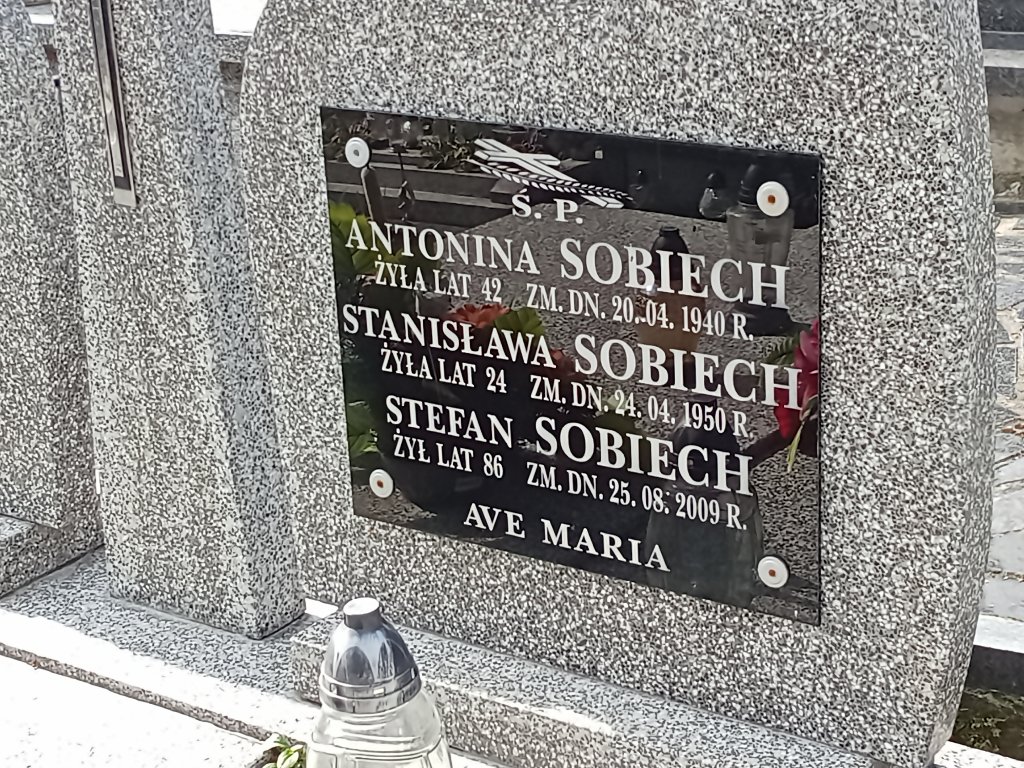 Ś. P.
ANTONINA SOBIECH
ŻYŁA LAT 42 ZM. DN. 20. 04. 1940 R.
STANISŁAWA SOBIECH
ŻYŁA LAT 24 ZM. DN. 24. 04. 1950 R
STEFAN SOBIECH
ŻYŁ LAT 86 ZM. DN. 25. 08. 2009 R.
AVE MARIA